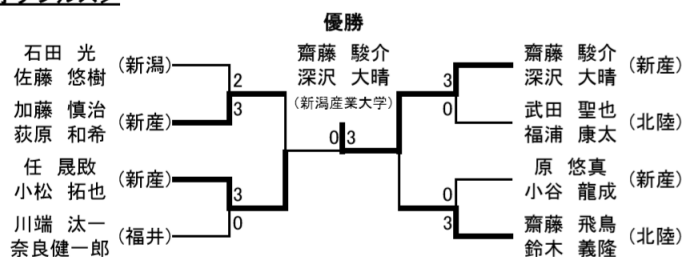 優勝
石田 光
佐藤 悠樹
(新潟)
2
加藤 慎治
荻原 和希
(新産)
3
任 晟敃
小松 拓也
(新産)
3
川端 汰一
奈良健一郎
(福井)
0
齋藤 駿介
深沢 大晴
(新潟産業大学)
0 3
齋藤 駿介
深沢 大晴
(新産)
3
武田 聖也
福浦 康太
(北陸)
0
原 悠真
小谷 龍成
(新産)
0
齋藤 飛鳥
鈴木 義隆
(北陸)
3